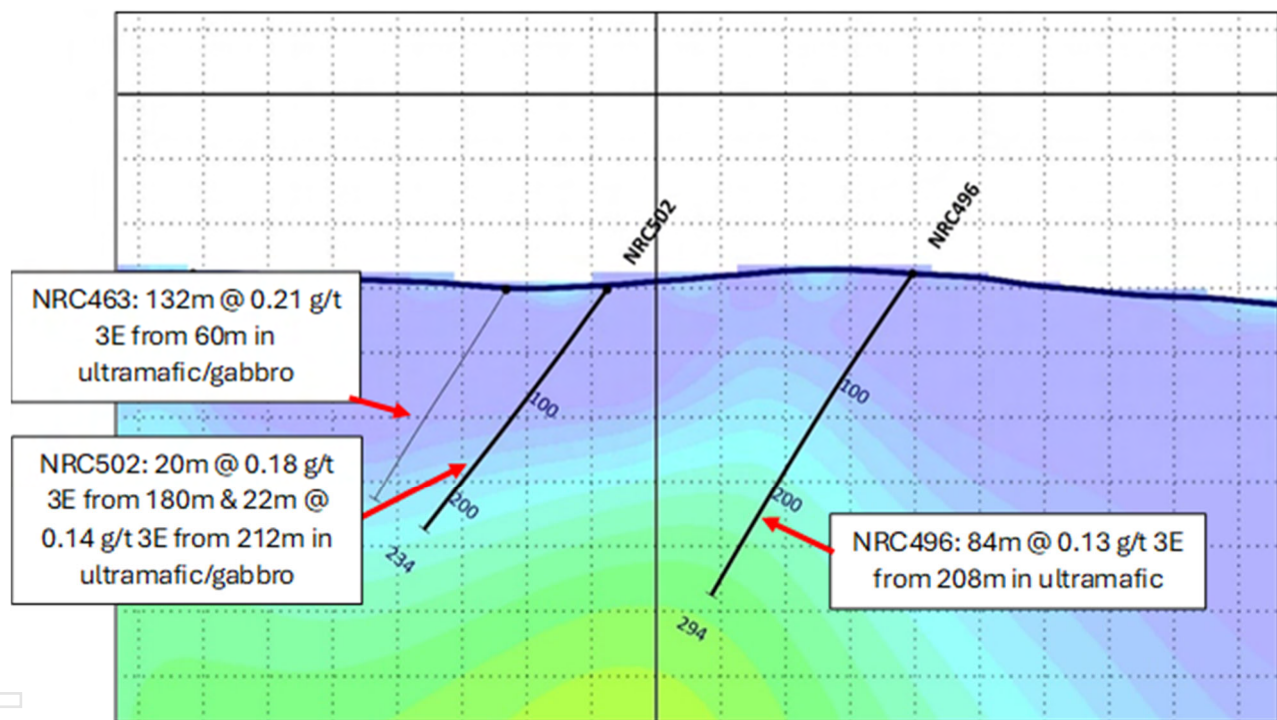 NRC502
NRC496
NRC463: 132m @ 0.21 g/t
3E from 60m in
ultramafic/gabbro
100
100
NRC502: 20m @ 0.18 g/t
3E from 180m & 22m @
0.14 g/t 3E from 212m in
ultramafic/gabbro
200
200
234
NRC496: 84m @ 0.13 g/t 3E
from 208m in ultramafic
294